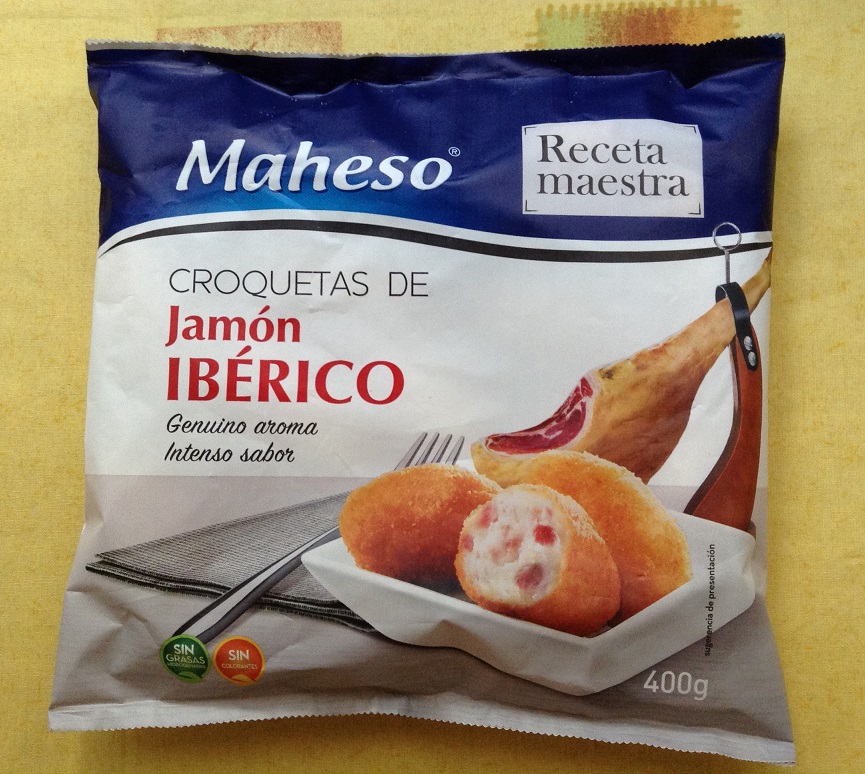 Maheso®
Receta
maestra
CROQUETAS DE
Jamón
IBÉRICO
Genuino aroma
Intenso sabor
sugerencia de presentación
SIN
GRASAS
HIDROGENADAS
SIN
COLORANTES
400g